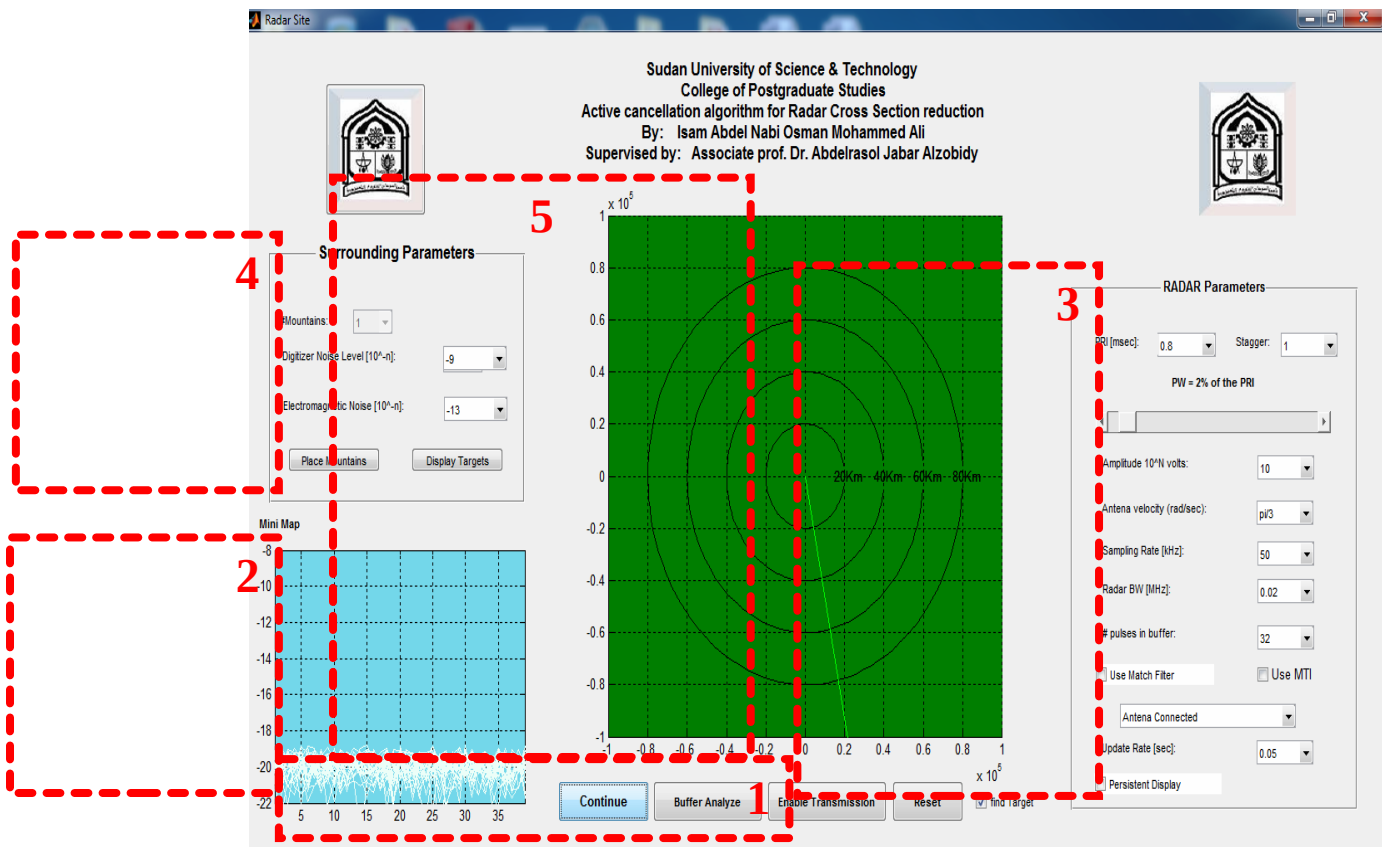 Radar Site
Sudan University of Science & Technology
College of Postgraduate Studies
Active cancellation algorithm for Radar Cross Section reduction
By: Isam Abdel Nabi Osman Mohammed Ali
Supervised by: Associate prof. Dr. Abdelrasol Jabar Alzobidy
5
4
Surrounding Parameters
#Mountains: 1
Digitizer Noise Level [10^-n]: -9
Electromagnetic Noise [10^-n]: -13
Place Mountains Display Targets
Mini Map
2
-8
-10
-12
-14
-16
-18
-20
-22
5 10 15 20 25 30 35
x 10^5
1
0.8
0.6
0.4
0.2
0
-0.2
-0.4
-0.6
-0.8
-1
20Km 40Km 60Km 80Km
-1 -0.8 -0.6 -0.4 -0.2 0 0.2 0.4 0.6 0.8 1
x 10^5
Continue Buffer Analyze 1 Enable Transmission Reset find Target
3
RADAR Parameters
PRI [msec]: 0.8 Stagger: 1
PW = 2% of the PRI
Amplitude 10^N volts: 10
Antena velocity (rad/sec): pi/3
Sampling Rate [kHz]: 50
Radar BW [MHz]: 0.02
# pulses in buffer: 32
Use Match Filter Use MTI
Antena Connected
Update Rate [sec]: 0.05
Persistent Display